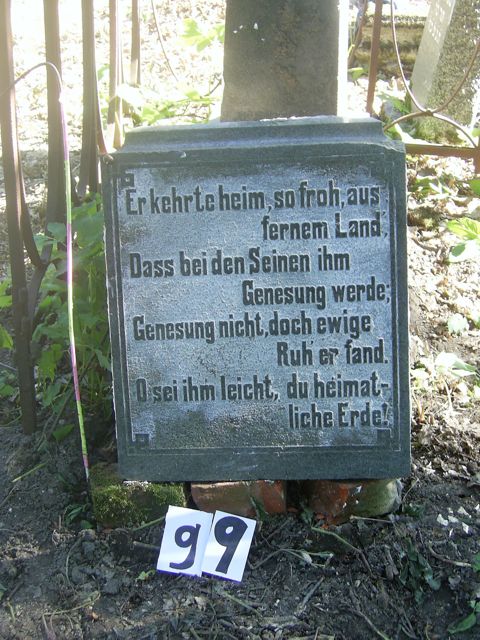 Er kehrte heim, so froh, aus
fernem Land,
Dass bei den Seinen ihm
Genesung werde;
Genesung nicht, doch ewige
Ruh' er fand.
O sei ihm leicht, du heimat-
liche Erde!
99